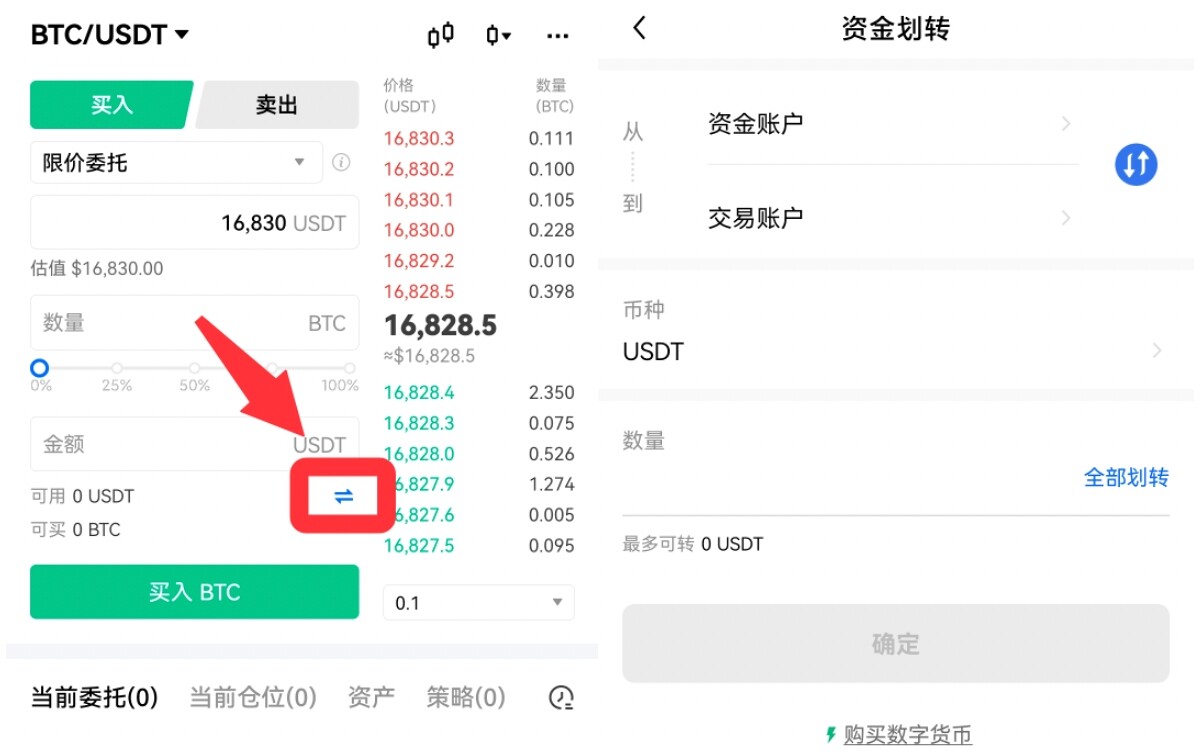 BTC/USDT
买入
卖出
限价委托
16,830 USDT
估值 $16,830.00
数量 BTC
0% 25% 50% 100%
金额 USDT
可用 0 USDT
可买 0 BTC
买入 BTC
价格 数量
(USDT) (BTC)
16,830.3 0.111
16,830.2 0.100
16,830.1 0.105
16,830.0 0.228
16,829.2 0.010
16,828.5 0.398
16,828.5
≈$16,828.5
16,828.4 2.350
16,828.3 0.075
16,828.0 0.526
6,827.9 1.274
6,827.6 0.005
16,827.5 0.095
0.1
当前委托(0) 当前仓位(0) 资产 策略(0)
资金划转
从 资金账户
到 交易账户
币种
USDT
数量
全部划转
最多可转 0 USDT
确定
购买数字货币